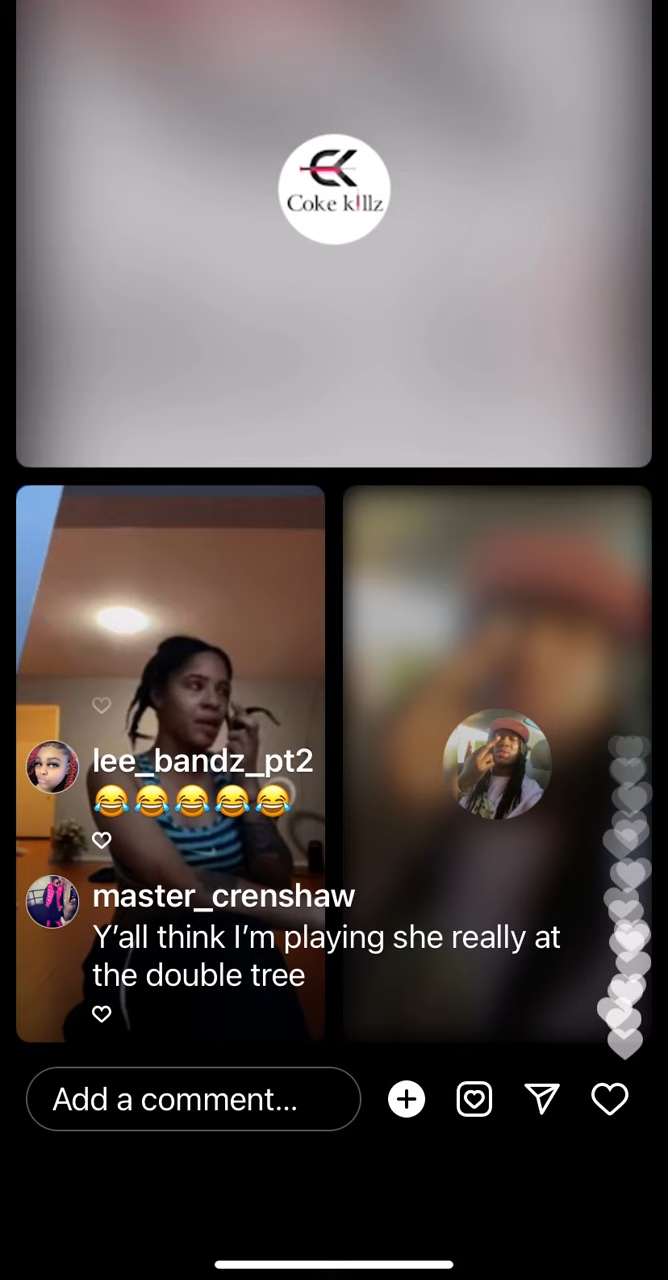 Coke k!llz
lee_bandz_pt2
😂😂😂😂😂
master_crenshaw
Y’all think I’m playing she really at
the double tree
Add a comment...